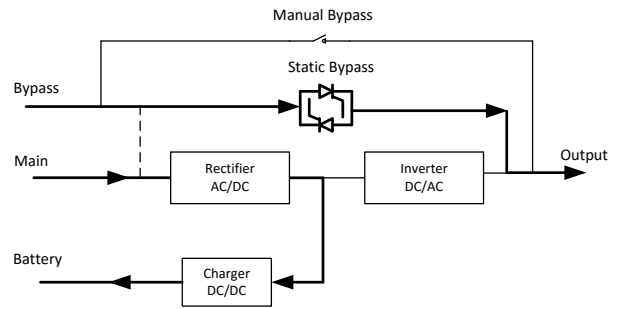 Manual Bypass
Static Bypass
Bypass
Main
Rectifier
AC/DC
Inverter
DC/AC
Output
Battery
Charger
DC/DC